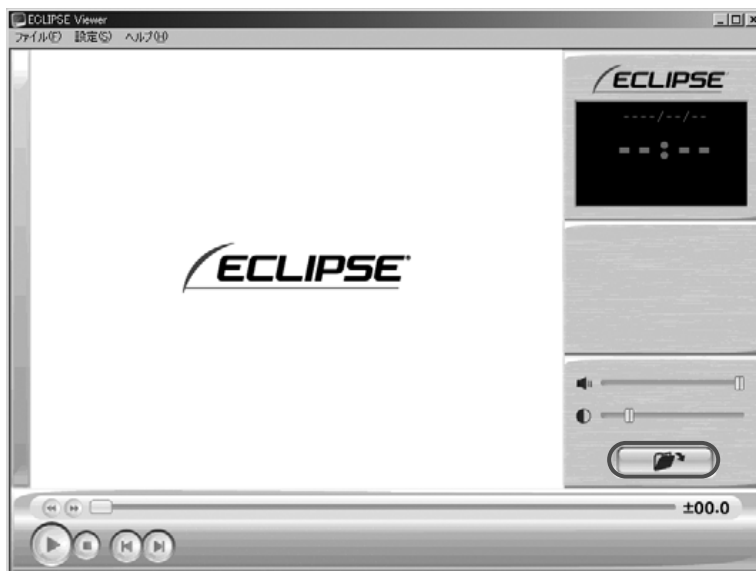 ECLIPSE Viewer
ファイル(F) 設定(S) ヘルプ(H)
ECLIPSE
----/--/--
--:--
ECLIPSE
±00.0